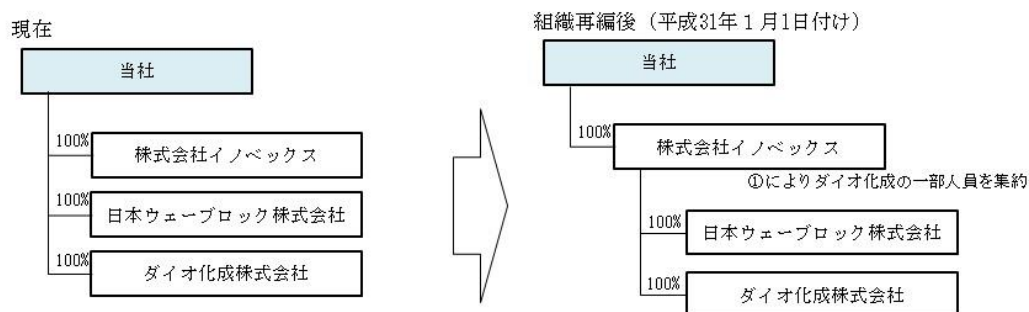 現在
当社
100%
株式会社イノベックス
100%
日本ウェーブロック株式会社
100%
ダイオ化成株式会社
組織再編後（平成31年１月1日付け）
当社
100%
株式会社イノベックス
①によりダイオ化成の一部人員を集約
100%
日本ウェーブロック株式会社
100%
ダイオ化成株式会社